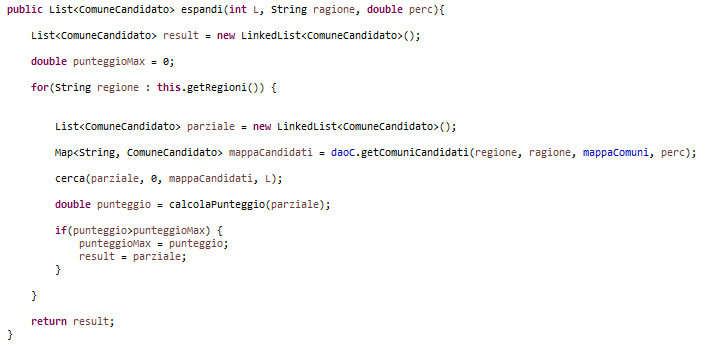 public List<ComuneCandidato> espandi(int L, String ragione, double perc){
List<ComuneCandidato> result = new LinkedList<ComuneCandidato>();
double punteggioMax = 0;
for(String regione : this.getRegioni()) {
List<ComuneCandidato> parziale = new LinkedList<ComuneCandidato>();
Map<String, ComuneCandidato> mappaCandidati = daoC.getComuniCandidati(regione, ragione, mappaComuni, perc);
cerca(parziale, 0, mappaCandidati, L);
double punteggio = calcolaPunteggio(parziale);
if(punteggio>punteggioMax) {
punteggioMax = punteggio;
result = parziale;
}
}
return result;
}